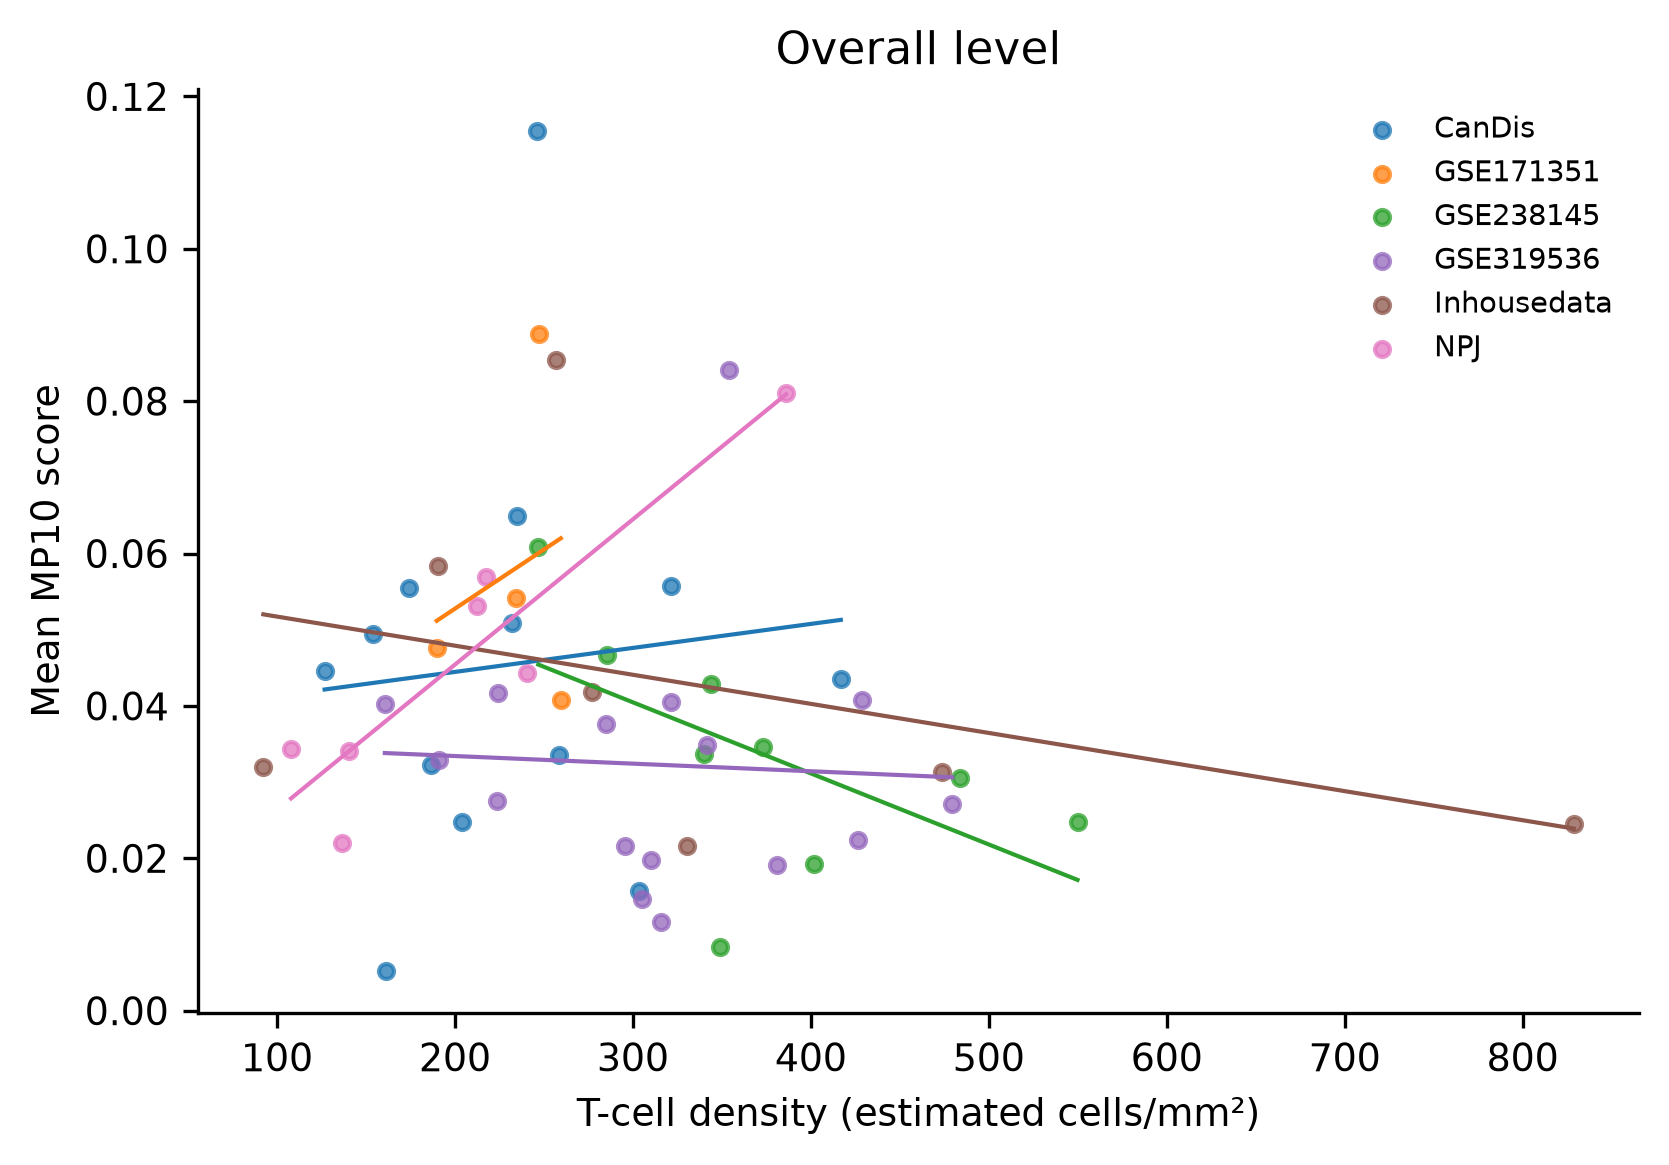 Overall level
0.12
0.10
0.08
0.06
0.04
0.02
0.00
Mean MP10 score
CanDis
GSE171351
GSE238145
GSE319536
Inhousedata
NPJ
100 200 300 400 500 600 700 800
T-cell density (estimated cells/mm²)